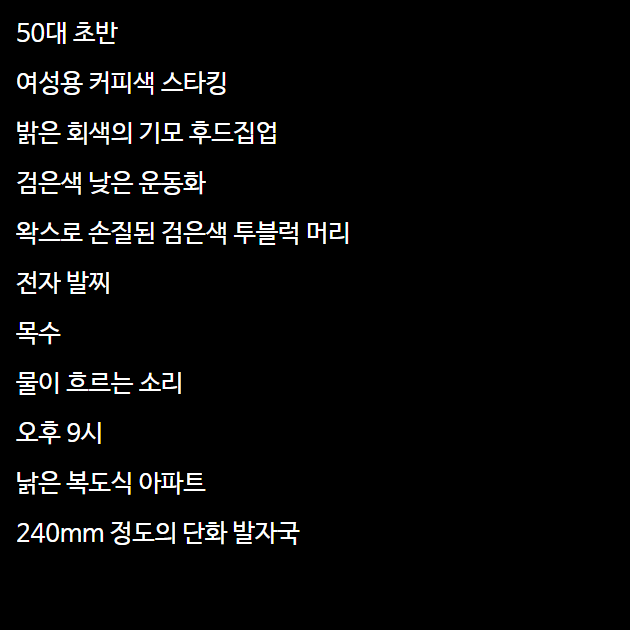 50대 초반
여성용 커피색 스타킹
밝은 회색의 기모 후드집업
검은색 낮은 운동화
왁스로 손질된 검은색 투블럭 머리
전자 발찌
목수
물이 흐르는 소리
오후 9시
낡은 복도식 아파트
240mm 정도의 단화 발자국